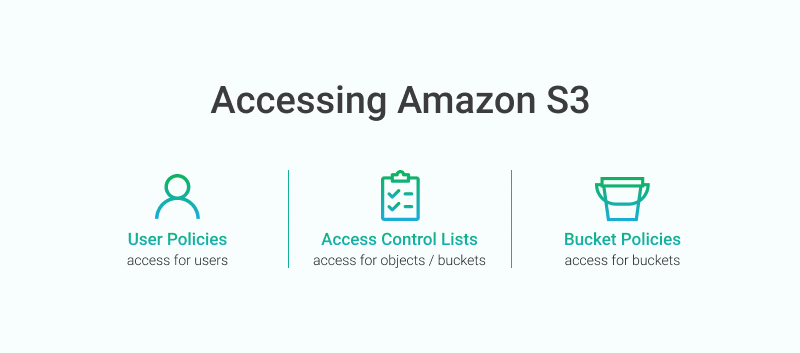 Accessing Amazon S3
User Policies
access for users
Access Control Lists
access for objects / buckets
Bucket Policies
access for buckets